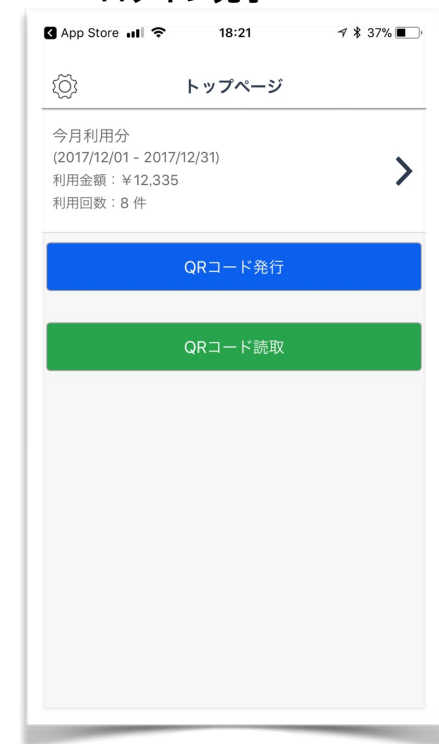 App Store 18:21 37%
トップページ
今月利用分
(2017/12/01 - 2017/12/31)
利用金額：¥12,335
利用回数：8 件
QRコード発行
QRコード読取